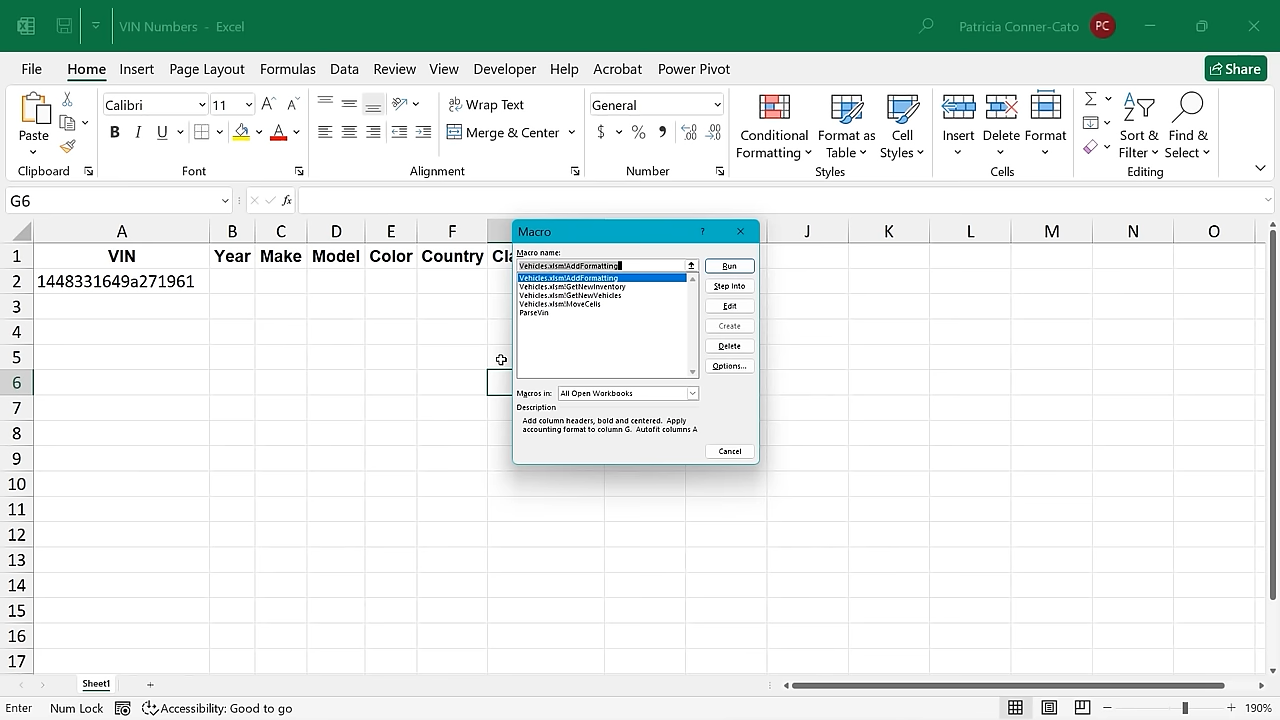 VIN Numbers - Excel
Patricia Conner-Cato PC
File Home Insert Page Layout Formulas Data Review View Developer Help Acrobat Power Pivot Share
Paste
Calibri 11
B I U
Wrap Text
Merge & Center
General
$ % ,
Conditional Formatting
Format as Table
Cell Styles
Insert Delete Format
Sort & Filter
Find & Select
Clipboard Font Alignment Number Styles Cells Editing
G6 fx
A B C D E F J K L M N O
1 VIN Year Make Model Color Country Cla
2 1448331649a271961
3
4
5
6
7
8
9
10
11
12
13
14
15
16
17
Macro ?
Macro name:
Vehicles.xlsm!AddFormatting
Vehicles.xlsm!AddFormatting
Vehicles.xlsm!GetNewInventory
Vehicles.xlsm!GetNewVehicles
Vehicles.xlsm!MoveCells
ParseVin
Run
Step Into
Edit
Create
Delete
Options...
Macros in: All Open Workbooks
Description
Add column headers, bold and centered. Apply
accounting format to column G. Autofit columns A
Cancel
Sheet1
Enter Num Lock Accessibility: Good to go 190%